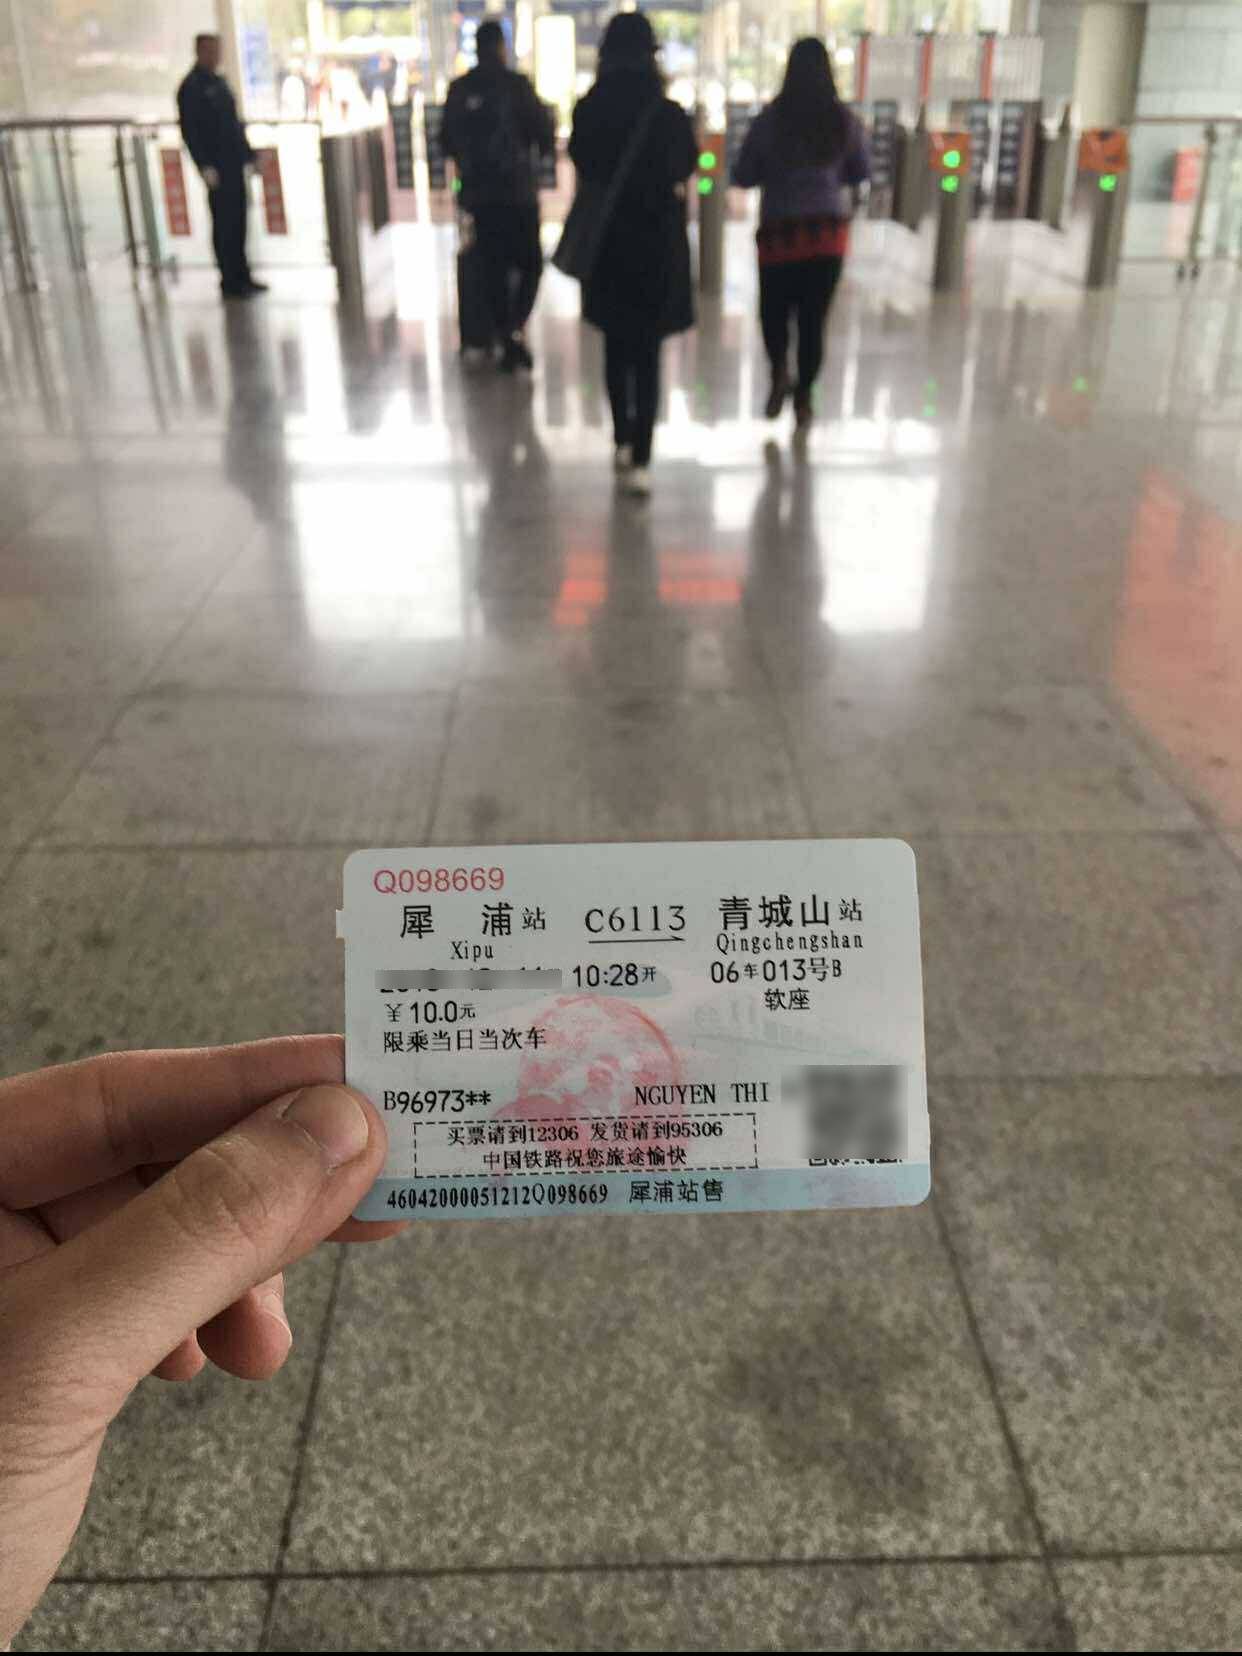 Q098669
犀浦站 C6113 青城山站
Xipu Qingchengshan
10:28开 06车013号B
￥10.0元 软座
限乘当日当次车
B96973** NGUYEN THI
买票请到12306 发货请到95306
中国铁路祝您旅途愉快
46042000051212Q098669 犀浦站售